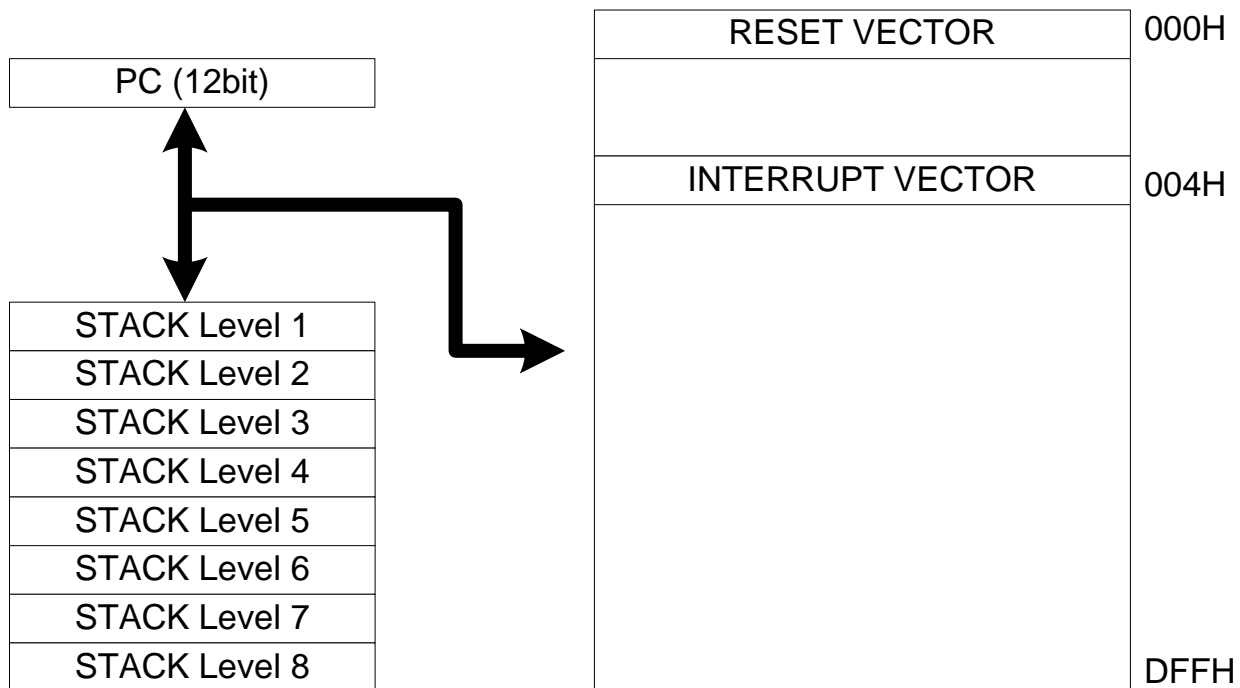 PC (12bit)
STACK Level 1
STACK Level 2
STACK Level 3
STACK Level 4
STACK Level 5
STACK Level 6
STACK Level 7
STACK Level 8
RESET VECTOR 000H
INTERRUPT VECTOR 004H
DFFH